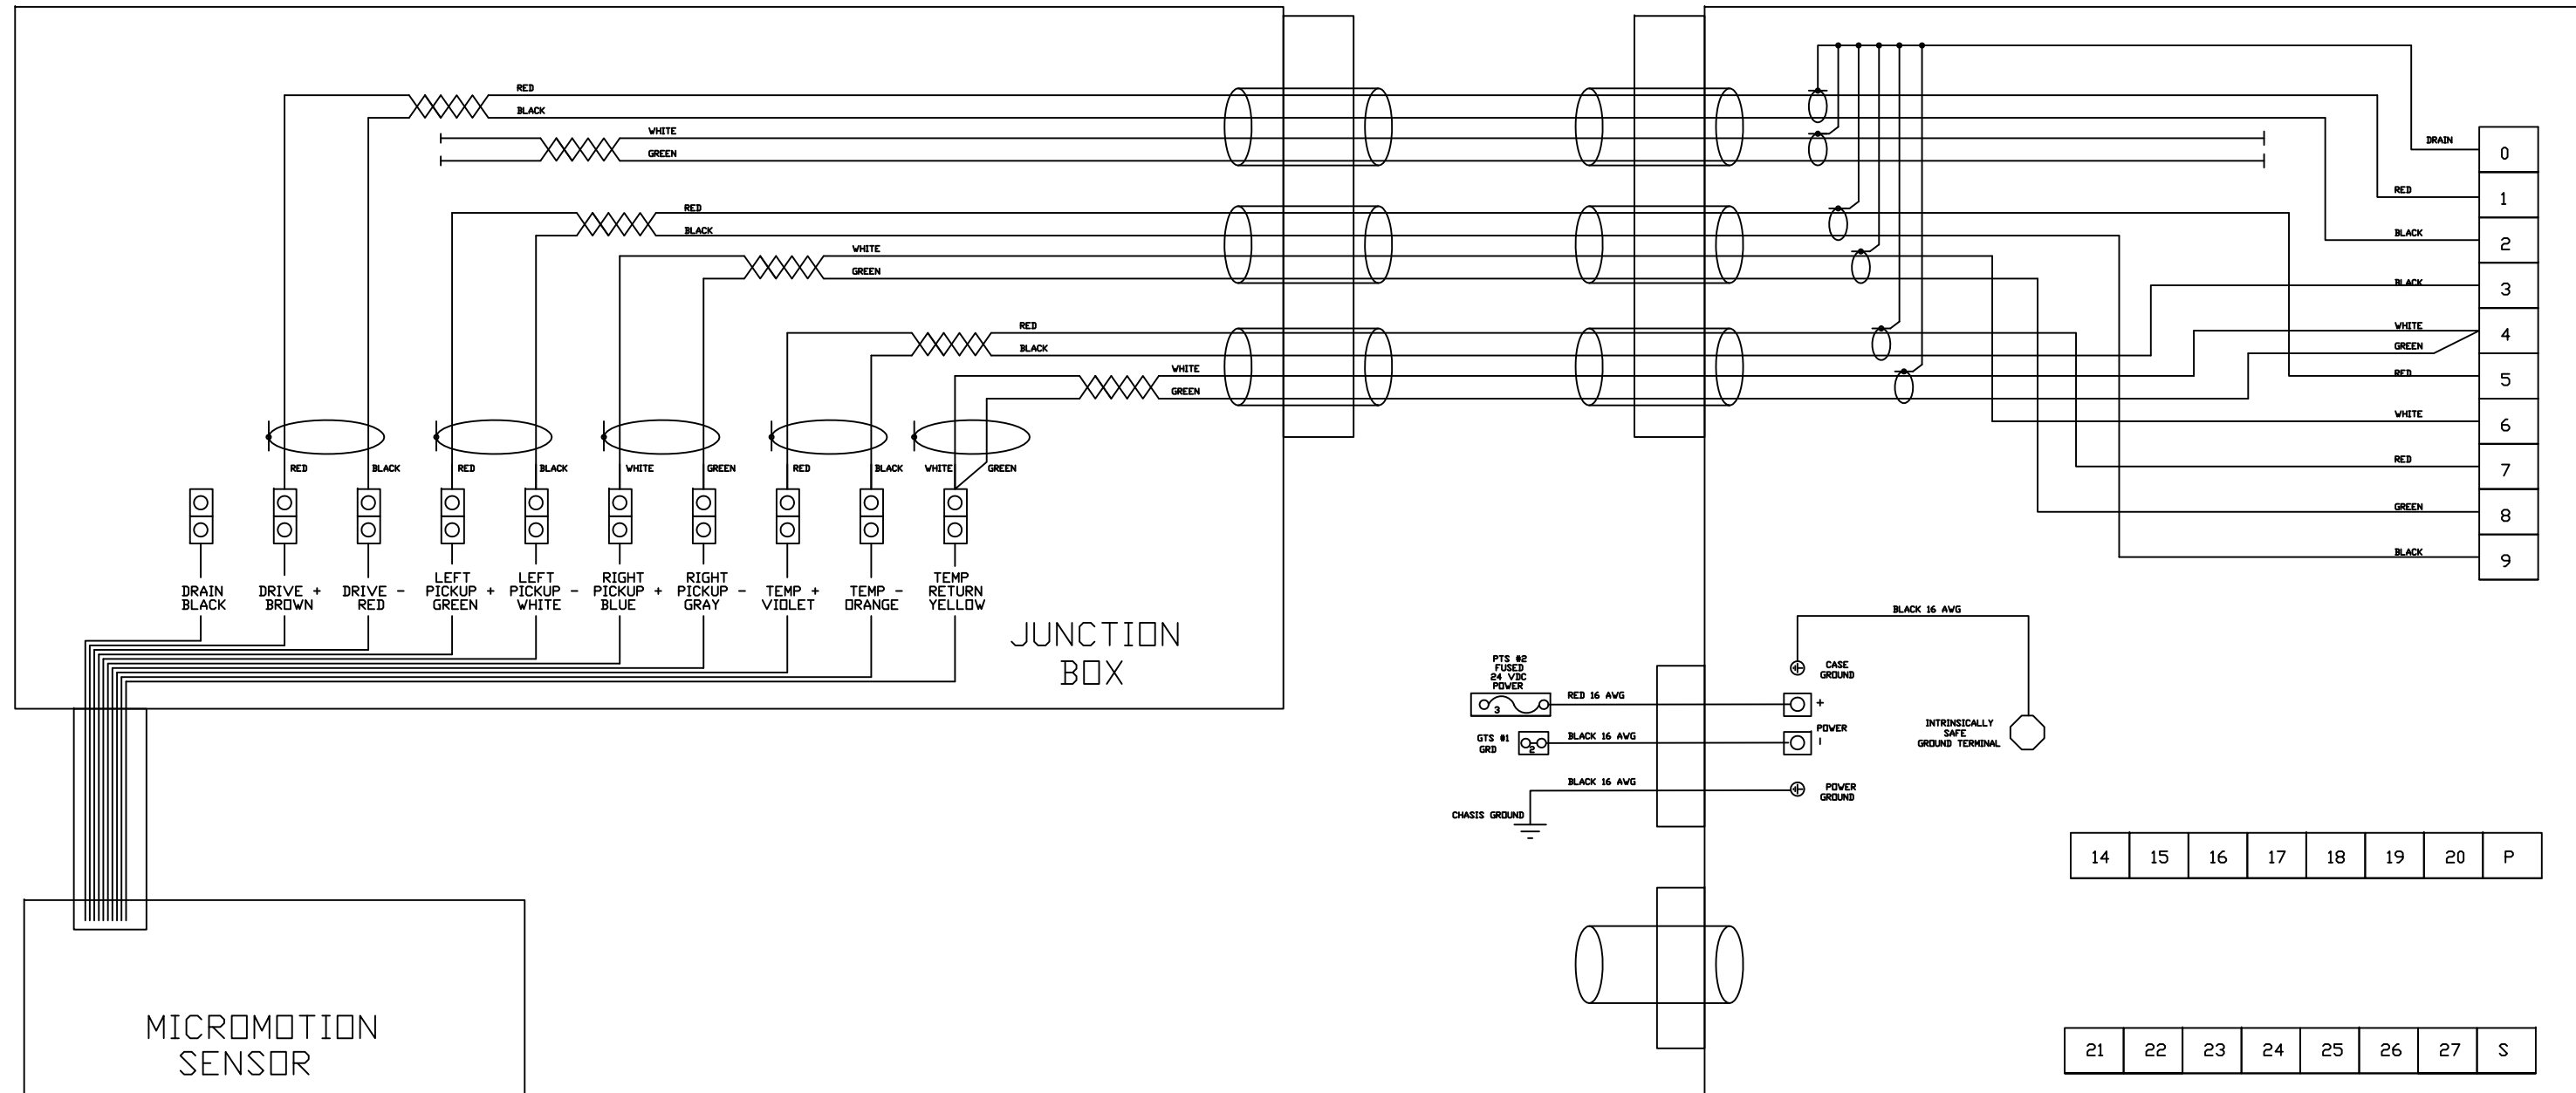 RED
BLACK
WHITE
GREEN
RED
BLACK
WHITE
GREEN
RED
BLACK
WHITE
GREEN
RED
BLACK
RED
BLACK
WHITE
GREEN
RED
BLACK
WHITE
GREEN
DRAIN
BLACK
DRIVE +
BROWN
DRIVE -
RED
LEFT
PICKUP +
GREEN
LEFT
PICKUP -
WHITE
RIGHT
PICKUP +
BLUE
RIGHT
PICKUP -
GRAY
TEMP +
VIOLET
TEMP -
ORANGE
TEMP
RETURN
YELLOW
JUNCTION
BOX
MICROMOTION
SENSOR
DRAIN
0
RED
1
BLACK
2
BLACK
3
WHITE
GREEN
4
RED
5
WHITE
6
RED
7
GREEN
8
BLACK
9
BLACK 16 AWG
CASE
GROUND
PTS #2
FUSED
24 VDC
POWER
3
RED 16 AWG
+
POWER
GTS #1
GRD
2
BLACK 16 AWG
-
INTRINSICALLY
SAFE
GROUND TERMINAL
BLACK 16 AWG
POWER
GROUND
CHASIS GROUND
14 15 16 17 18 19 20 P
21 22 23 24 25 26 27 S